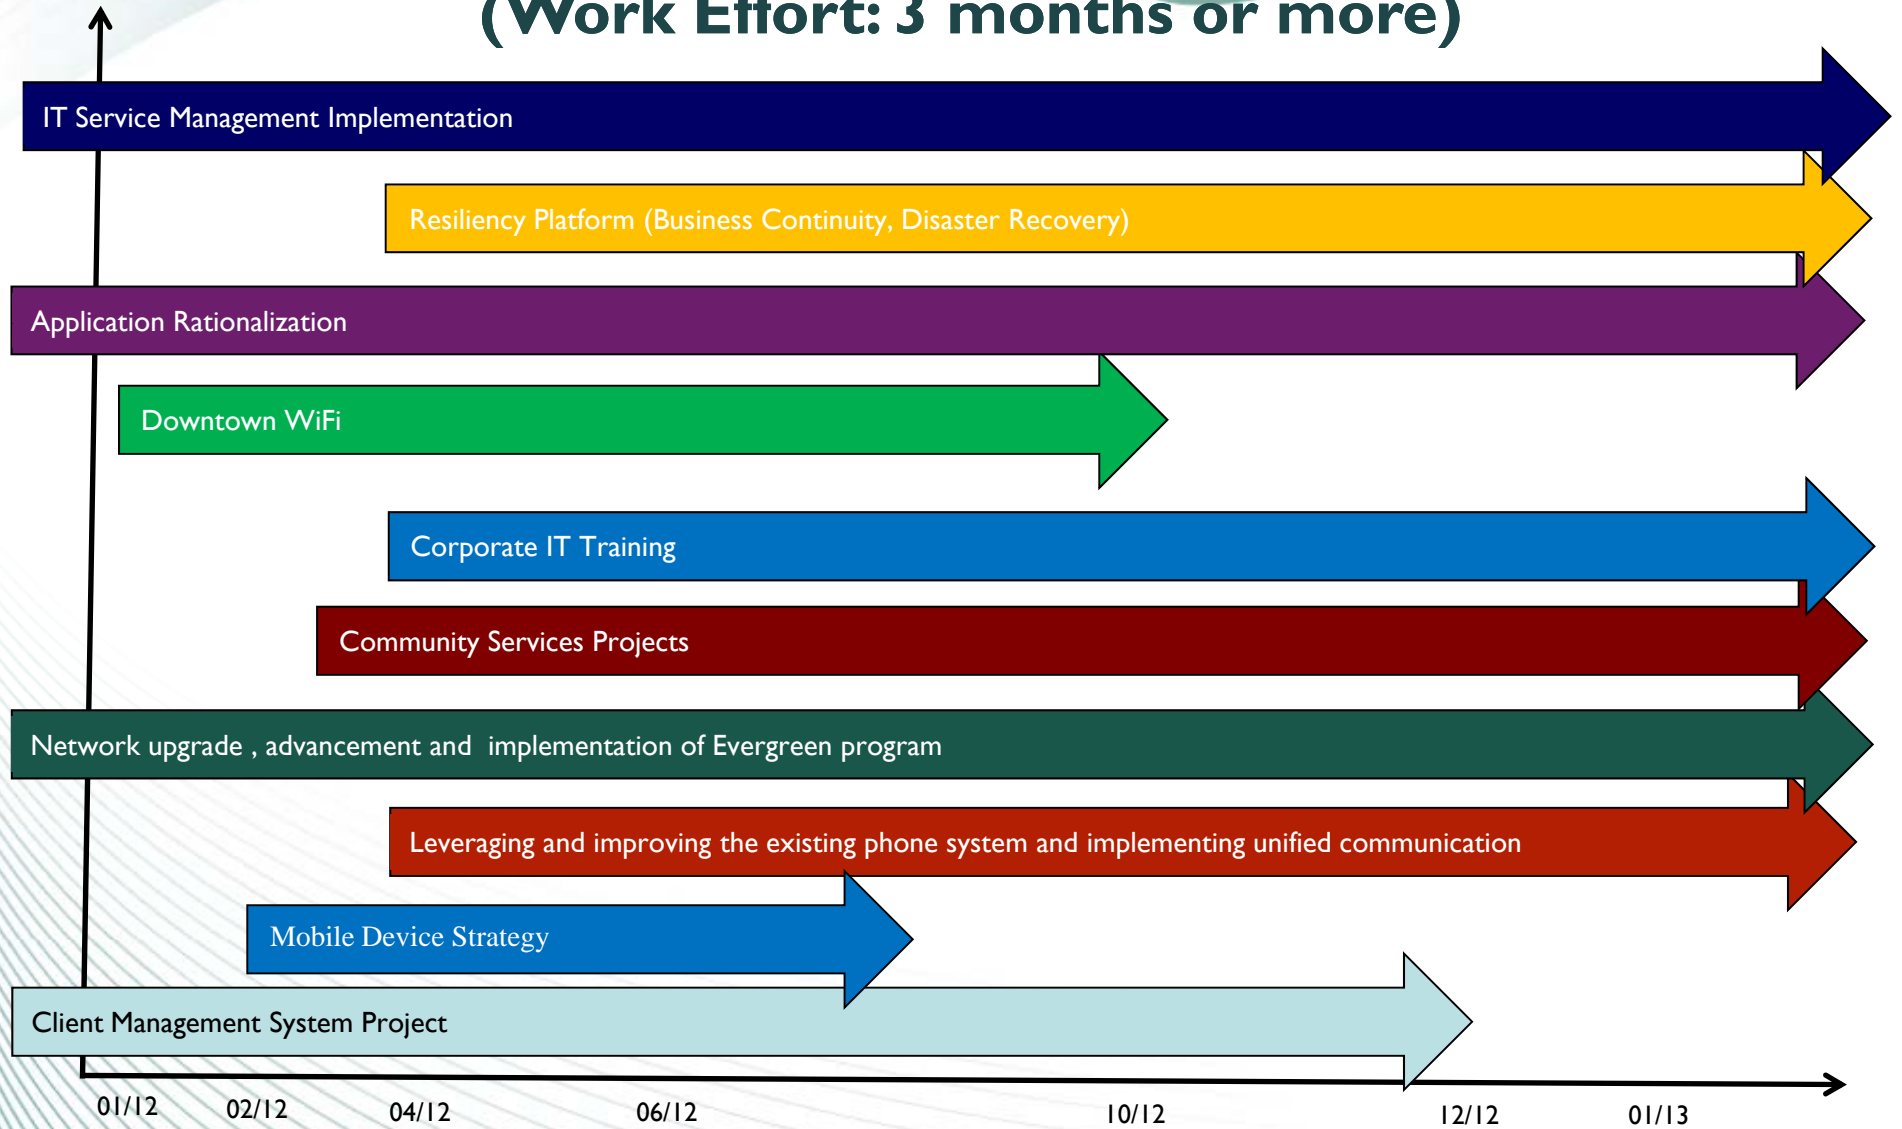 (Work Effort: 3 months or more)
IT Service Management Implementation
Resiliency Platform (Business Continuity, Disaster Recovery)
Application Rationalization
Downtown WiFi
Corporate IT Training
Community Services Projects
Network upgrade , advancement and  implementation of Evergreen program
Leveraging and improving the existing phone system and implementing unified communication
Mobile Device Strategy
Client Management System Project
01/12 02/12 04/12 06/12 10/12 12/12 01/13